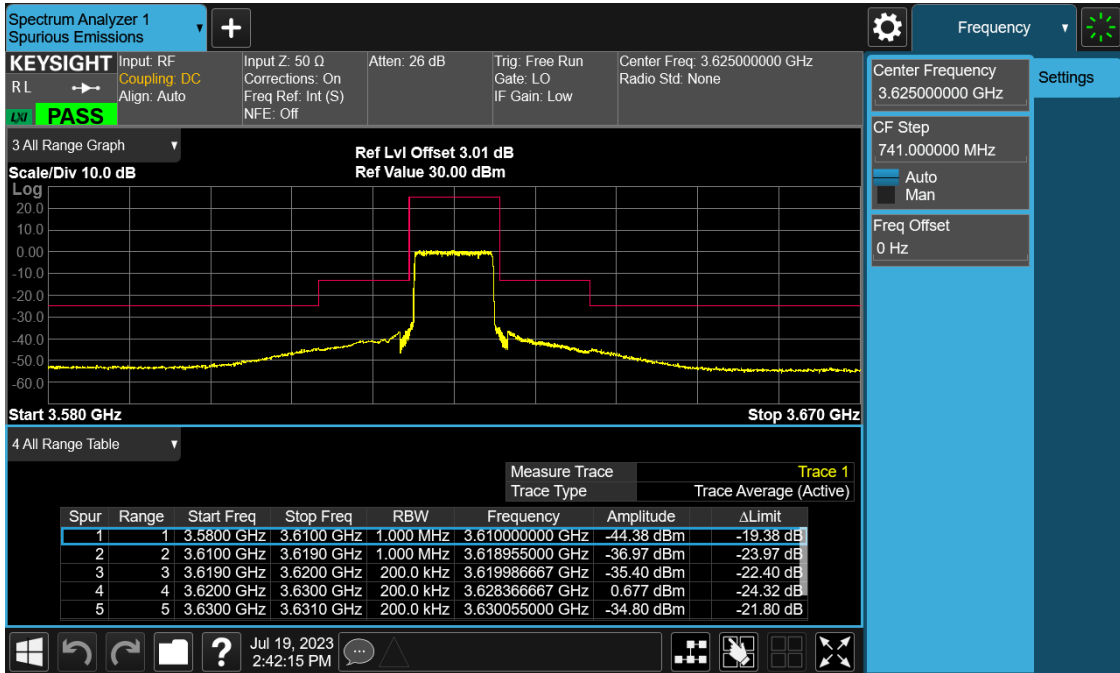 Spectrum Analyzer 1
Spurious Emissions
+
Frequency
KEYSIGHT
R L
LXI
PASS
Input: RF
Coupling: DC
Align: Auto
Input Z: 50 Ω
Corrections: On
Freq Ref: Int (S)
NFE: Off
Atten: 26 dB
Trig: Free Run
Gate: LO
IF Gain: Low
Center Freq: 3.625000000 GHz
Radio Std: None
Center Frequency
3.625000000 GHz
Settings
CF Step
741.000000 MHz
Auto
Man
Freq Offset
0 Hz
3 All Range Graph
Scale/Div 10.0 dB
Ref Lvl Offset 3.01 dB
Ref Value 30.00 dBm
Log
20.0
10.0
0.00
-10.0
-20.0
-30.0
-40.0
-50.0
-60.0
Start 3.580 GHz
Stop 3.670 GHz
4 All Range Table
Measure Trace Trace 1
Trace Type Trace Average (Active)
Spur Range Start Freq Stop Freq RBW Frequency Amplitude ΔLimit
1 1 3.5800 GHz 3.6100 GHz 1.000 MHz 3.610000000 GHz -44.38 dBm -19.38 dB
2 2 3.6100 GHz 3.6190 GHz 1.000 MHz 3.618955000 GHz -36.97 dBm -23.97 dB
3 3 3.6190 GHz 3.6200 GHz 200.0 kHz 3.619986667 GHz -35.40 dBm -22.40 dB
4 4 3.6200 GHz 3.6300 GHz 200.0 kHz 3.628366667 GHz 0.677 dBm -24.32 dB
5 5 3.6300 GHz 3.6310 GHz 200.0 kHz 3.630055000 GHz -34.80 dBm -21.80 dB
?
Jul 19, 2023
2:42:15 PM